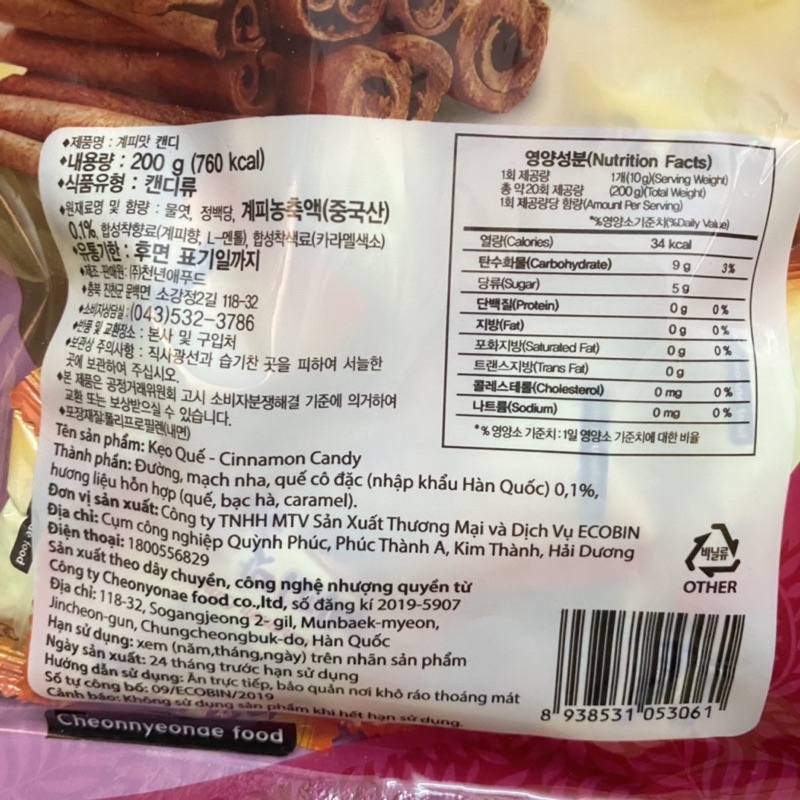 ◆제품명 : 계피맛 캔디
◆내용량 : 200 g (760 kcal)
◆식품유형 : 캔디류
◆원재료명 및 함량 : 물엿, 정백당, 계피농축액(중국산)
0.1%, 합성착향료(계피향, L-멘톨), 합성착색료(카라멜색소)
◆유통기한 : 후면 표기일까지
◆제조·판매원: (주)천년애푸드
◆충북 진천군 문백면 소강정2길 118-32
◆소비자상담실 : (043)532-3786
◆반품 및 교환장소 : 본사 및 구입처
◆보관상 주의사항 : 직사광선과 습기찬 곳을 피하여 서늘한
곳에 보관하여 주십시오.
◆본 제품은 공정거래위원회 고시 소비자분쟁해결 기준에 의거하여
교환 또는 보상받으실 수 있습니다.
◆포장재질:폴리프로필렌(내면)
영양성분(Nutrition Facts)
1회 제공량 1개(10g)(Serving Weight)
총 약20회 제공량 (200g)(Total Weight)
1회 제공량당 함량(Amount Per Serving)
*%영양소기준치(%Daily Value)
열량(Calories) 34 kcal
탄수화물(Carbohydrate) 9 g 3%
당류(Sugar) 5 g
단백질(Protein) 0 g 0 %
지방(Fat) 0 g 0 %
포화지방(Saturated Fat) 0 g 0 %
트랜스지방(Trans Fat) 0 g
콜레스테롤(Cholesterol) 0 mg 0 %
나트륨(Sodium) 0 mg 0 %
*% 영양소 기준치 : 1일 영양소 기준치에 대한 비율
Tên sản phẩm: Kẹo Quế - Cinnamon Candy
Thành phần: Đường, mạch nha, quế cô đặc (nhập khẩu Hàn Quốc) 0,1%,
hương liệu hỗn hợp (quế, bạc hà, caramel).
Đơn vị sản xuất: Công ty TNHH MTV Sản Xuất Thương Mại và Dịch Vụ ECOBIN
Địa chỉ: Cụm công nghiệp Quỳnh Phúc, Phúc Thành A, Kim Thành, Hải Dương
Điện thoại: 1800556829
Sản xuất theo dây chuyền, công nghệ nhượng quyền từ
Công ty Cheonyonae food co.,ltd, số đăng kí 2019-5907
Địa chỉ: 118-32, Sogangjeong 2- gil, Munbaek-myeon,
Jincheon-gun, Chungcheongbuk-do, Hàn Quốc
Hạn sử dụng: xem (năm,tháng,ngày) trên nhãn sản phẩm
Ngày sản xuất: 24 tháng trước hạn sử dụng
Hướng dẫn sử dụng: Ăn trực tiếp, bảo quản nơi khô ráo thoáng mát
Số tự công bố: 09/ECOBIN/2019
Cảnh báo: Không sử dụng sản phẩm khi hết hạn sử dụng.
비닐류
OTHER
8 938531 053061
Cheonnyeonae food